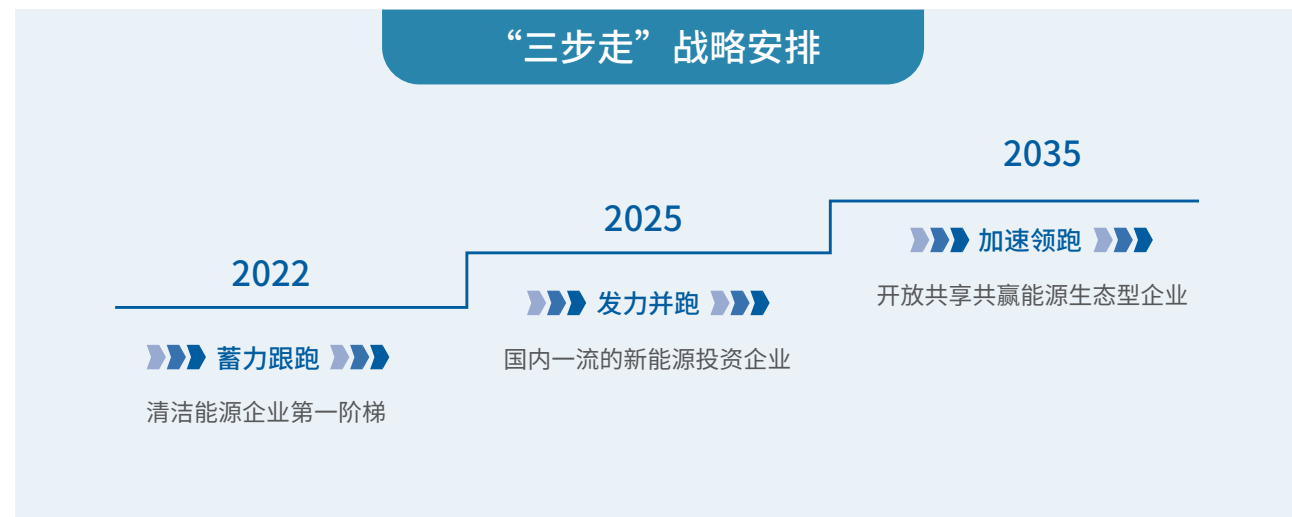 “三步走”战略安排
2022
蓄力跟跑
清洁能源企业第一阶梯
2025
发力并跑
国内一流的新能源投资企业
2035
加速领跑
开放共享共赢能源生态型企业